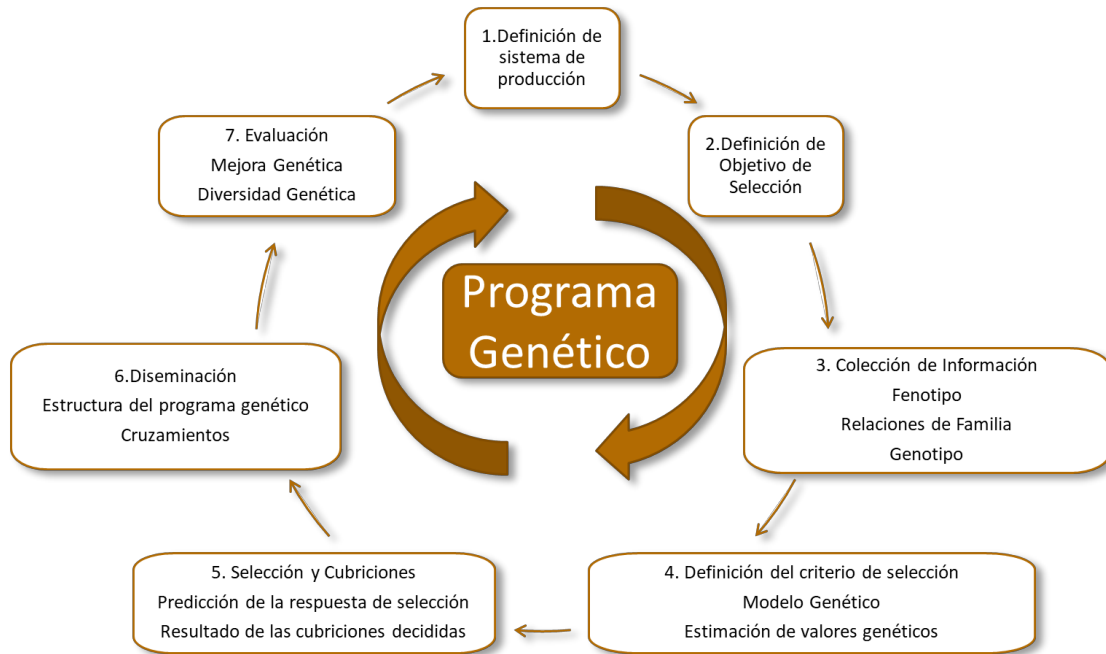 1.Definición de
sistema de
producción
2.Definición de
Objetivo de
Selección
3. Colección de Información
Fenotipo
Relaciones de Familia
Genotipo
4. Definición del criterio de selección
Modelo Genético
Estimación de valores genéticos
5. Selección y Cubriciones
Predicción de la respuesta de selección
Resultado de las cubriciones decididas
6.Diseminación
Estructura del programa genético
Cruzamientos
7. Evaluación
Mejora Genética
Diversidad Genética
Programa
Genético